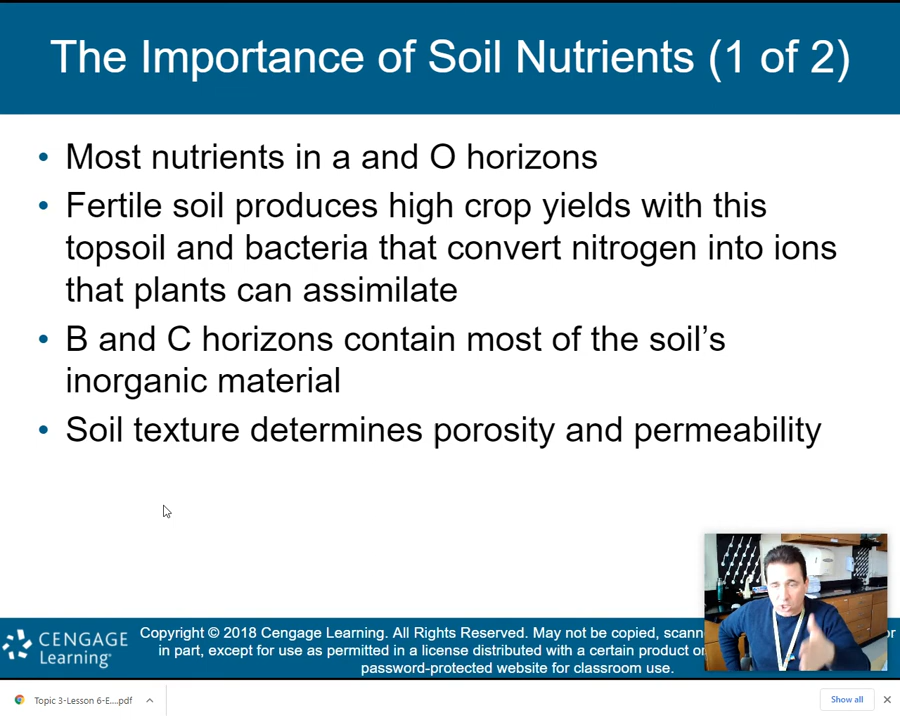 The Importance of Soil Nutrients (1 of 2)
• Most nutrients in a and O horizons
• Fertile soil produces high crop yields with this
topsoil and bacteria that convert nitrogen into ions
that plants can assimilate
• B and C horizons contain most of the soil’s
inorganic material
• Soil texture determines porosity and permeability
CENGAGE
Learning®
Copyright © 2018 Cengage Learning. All Rights Reserved. May not be copied, or
in part, except for use as permitted in a license distributed with a certain product
password-protected website for classroom use.
Topic 3-Lesson 6-E....pdf
Show all